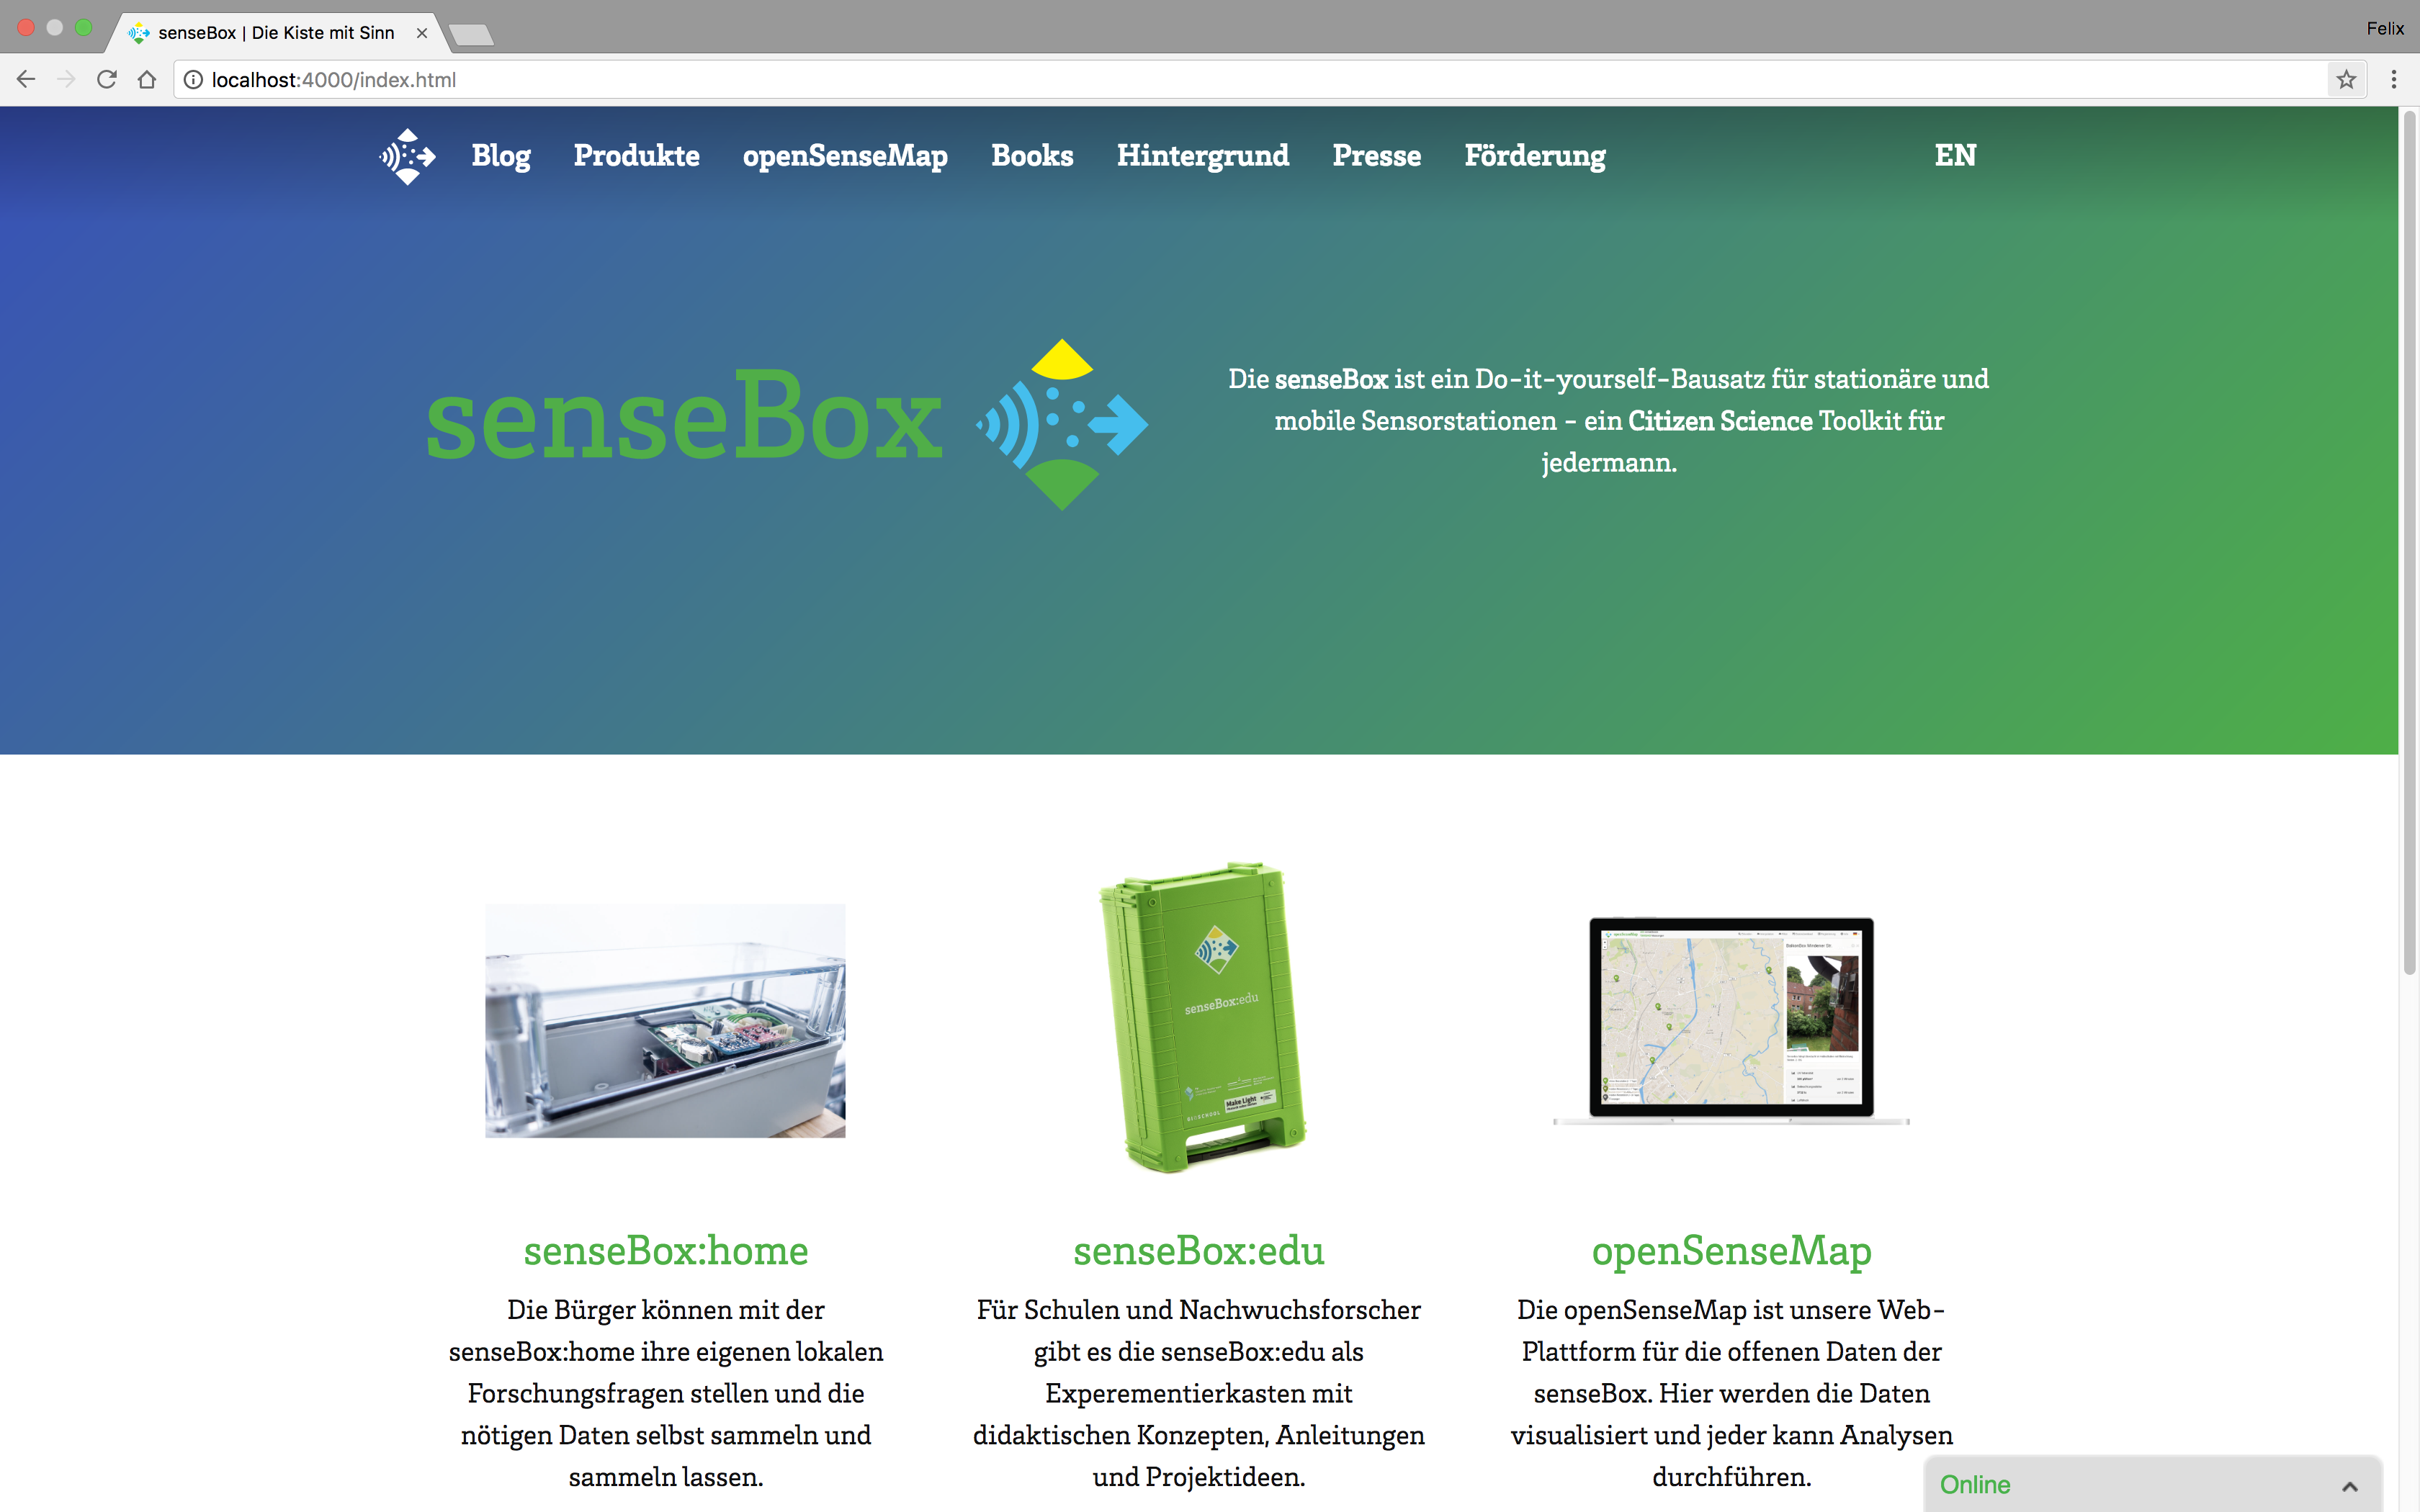 senseBox | Die Kiste mit Sinn
Felix
localhost:4000/index.html
Blog Produkte openSenseMap Books Hintergrund Presse Förderung EN
senseBox
Die senseBox ist ein Do-it-yourself-Bausatz für stationäre und
mobile Sensorstationen - ein Citizen Science Toolkit für
jedermann.
senseBox:edu
Make Light
senseBox:home
Die Bürger können mit der
senseBox:home ihre eigenen lokalen
Forschungsfragen stellen und die
nötigen Daten selbst sammeln und
sammeln lassen.
senseBox:edu
Für Schulen und Nachwuchsforscher
gibt es die senseBox:edu als
Experementierkasten mit
didaktischen Konzepten, Anleitungen
und Projektideen.
openSenseMap
Die openSenseMap ist unsere Web-
Plattform für die offenen Daten der
senseBox. Hier werden die Daten
visualisiert und jeder kann Analysen
durchführen.
Online